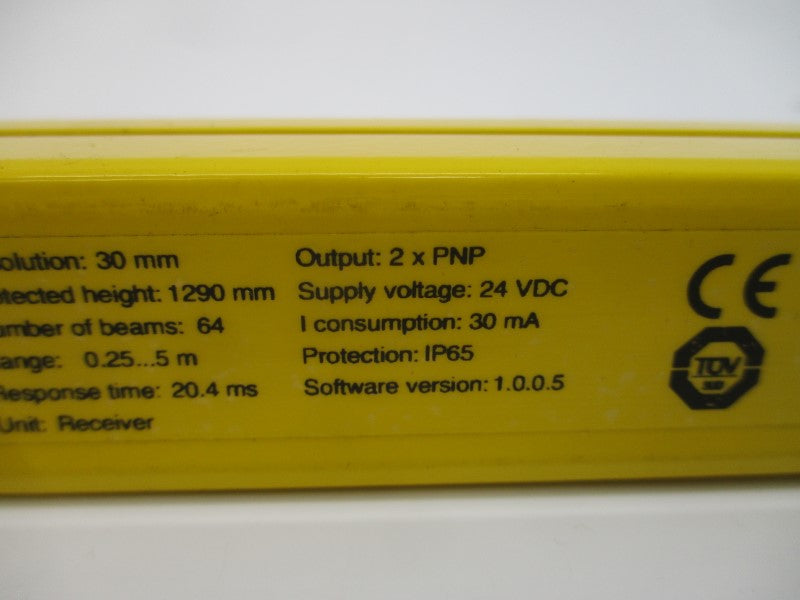 olution: 30 mm
otected height: 1290 mm
umber of beams: 64
ange: 0.25...5 m
Response time: 20.4 ms
Unit: Receiver
Output: 2 x PNP
Supply voltage: 24 VDC
I consumption: 30 mA
Protection: IP65
Software version: 1.0.0.5
CE
TÜV